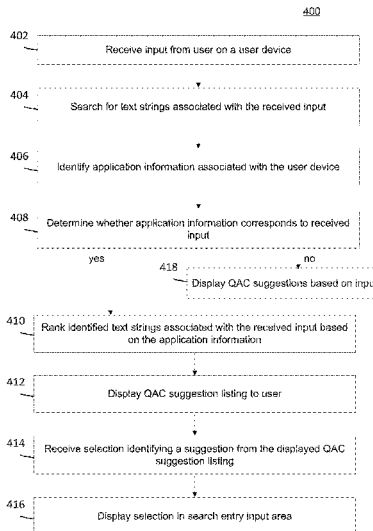 400
402
Receive input from user on a user device
404
Search for text strings associated with the received input
406
Identify application information associated with the user device
408
Determine whether application information corresponds to received
input
yes
no
418
Display QAC suggestions based on input
410
Rank identified text strings associated with the received input based
on the application information
412
Display QAC suggestion listing to user
414
Receive selection identifying a suggestion from the displayed QAC
suggestion listing
416
Display selection in search entry input area